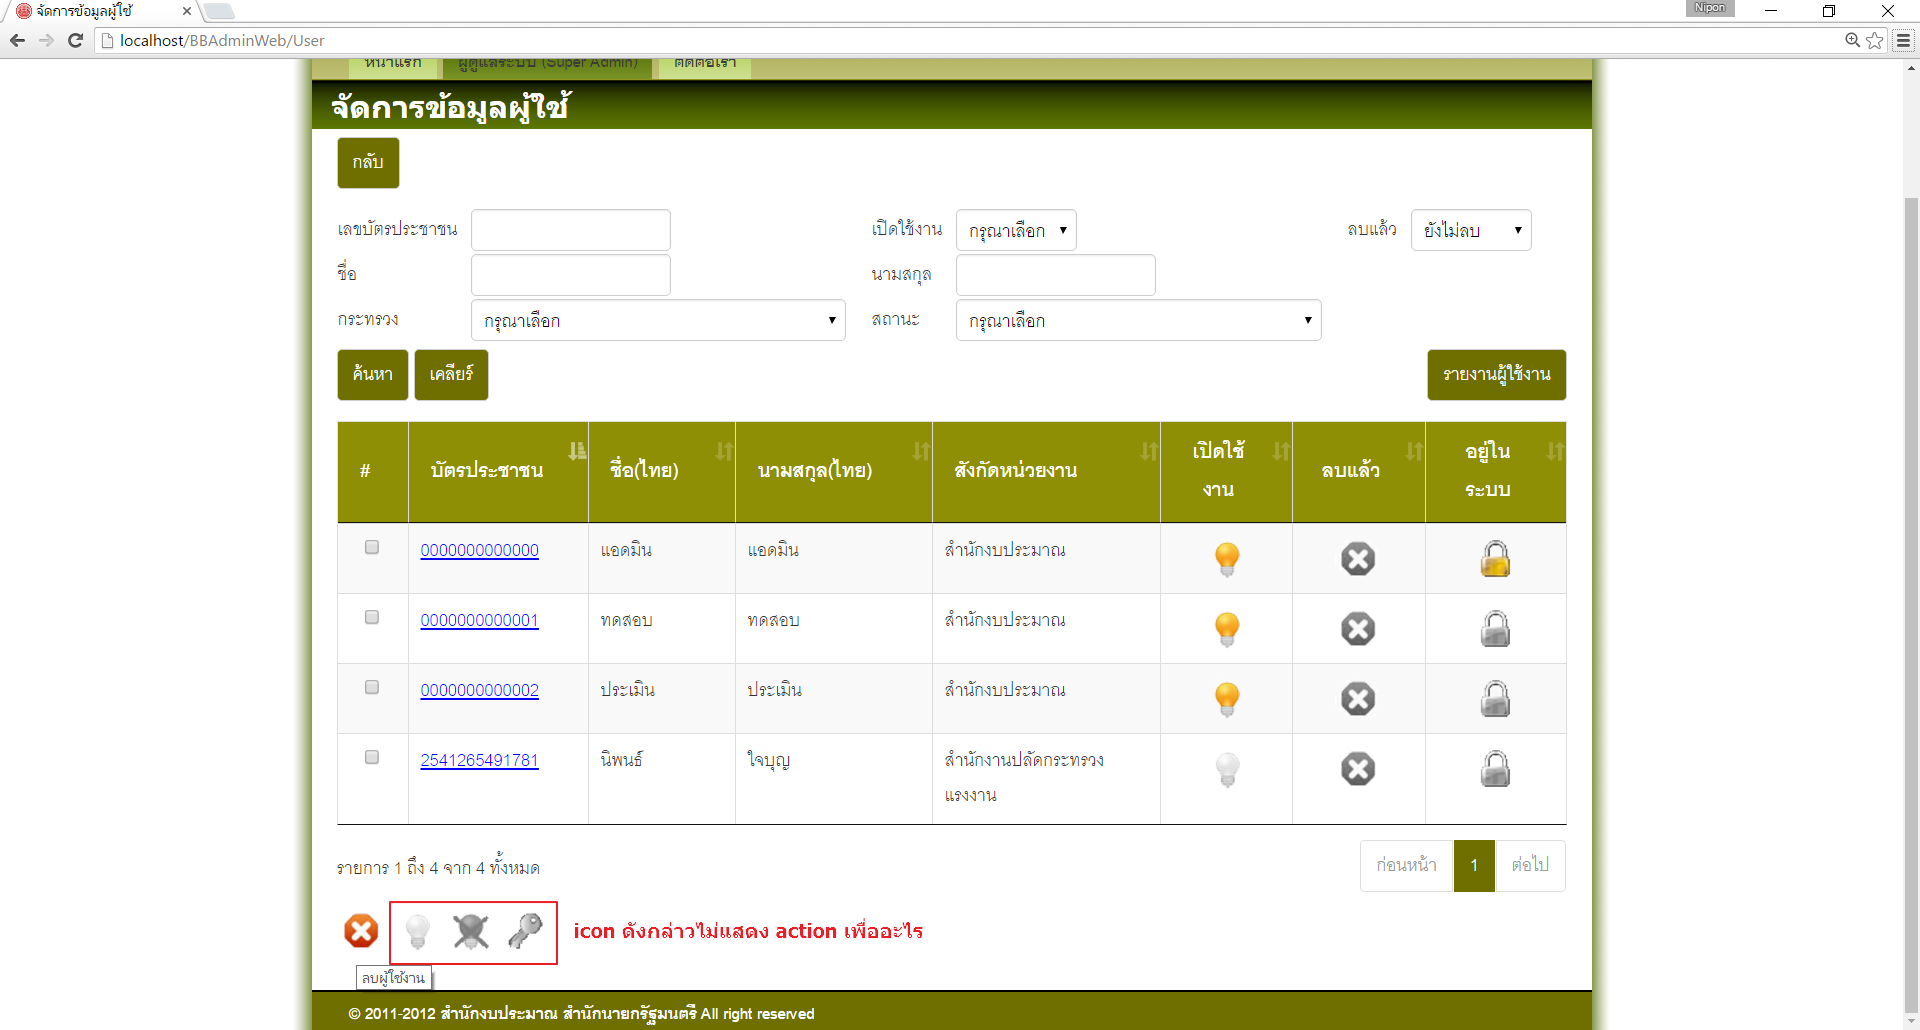 จัดการข้อมูลผู้ใช้
Nipon
localhost/BBAdminWeb/User
หน้าแรก ผู้ดูแลระบบ (Super Admin) ติดต่อเรา
จัดการข้อมูลผู้ใช้
กลับ
เลขบัตรประชาชน เปิดใช้งาน กรุณาเลือก ลบแล้ว ยังไม่ลบ
ชื่อ นามสกุล
กระทรวง กรุณาเลือก สถานะ กรุณาเลือก
ค้นหา เคลียร์ รายงานผู้ใช้งาน
# บัตรประชาชน ชื่อ(ไทย) นามสกุล(ไทย) สังกัดหน่วยงาน เปิดใช้ ลบแล้ว อยู่ใน
งาน ระบบ
0000000000000 แอดมิน แอดมิน สำนักงบประมาณ
0000000000001 ทดสอบ ทดสอบ สำนักงบประมาณ
0000000000002 ประเมิน ประเมิน สำนักงบประมาณ
2541265491781 นิพนธ์ ใจบุญ สำนักงานปลัดกระทรวง
แรงงาน
รายการ 1 ถึง 4 จาก 4 ทั้งหมด ก่อนหน้า 1 ต่อไป
icon ดังกล่าวไม่แสดง action เพื่ออะไร
ลบผู้ใช้งาน
© 2011-2012 สำนักงบประมาณ สำนักนายกรัฐมนตรี All right reserved